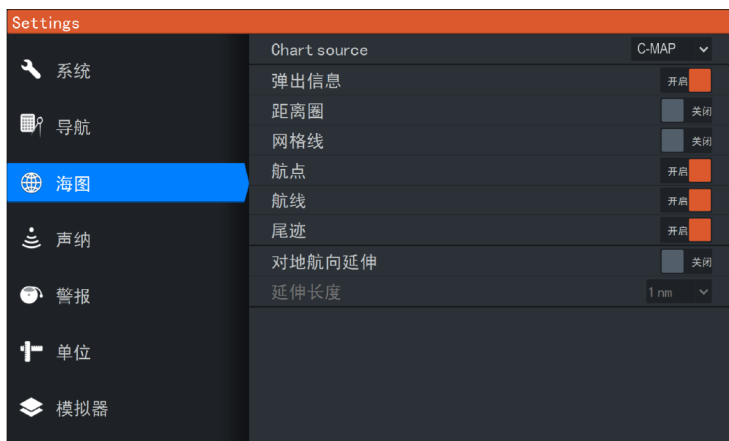 Settings
系统
导航
海图
声纳
警报
单位
模拟器
Chart source C-MAP
弹出信息 开启
距离圈 关闭
网格线 关闭
航点 开启
航线 开启
尾迹 开启
对地航向延伸 关闭
延伸长度 1 nm